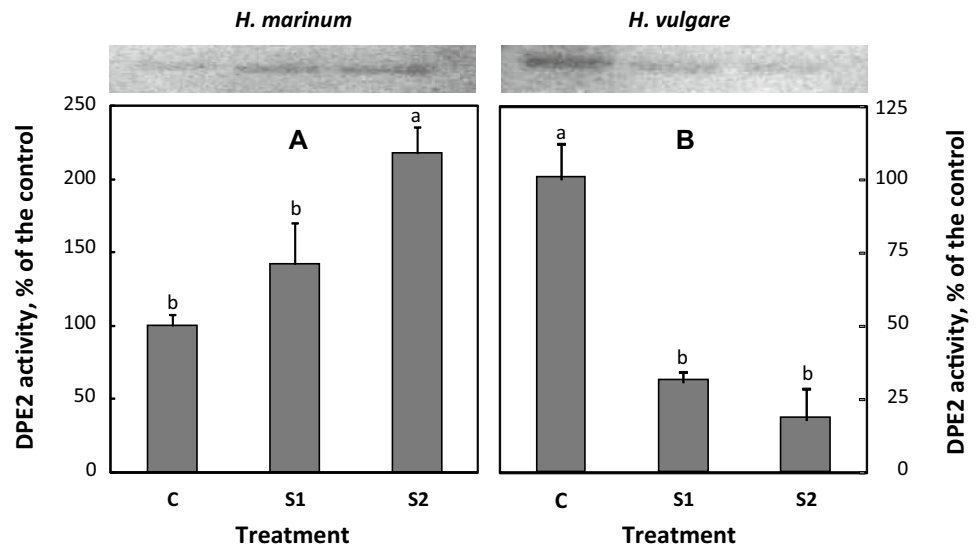 H. marinum
H. vulgare
DPE2 activity, % of the control
250
200
150
100
50
0
A
b
b
a
C
S1
S2
Treatment
B
a
b
b
C
S1
S2
Treatment
125
100
75
50
25
0
DPE2 activity, % of the control